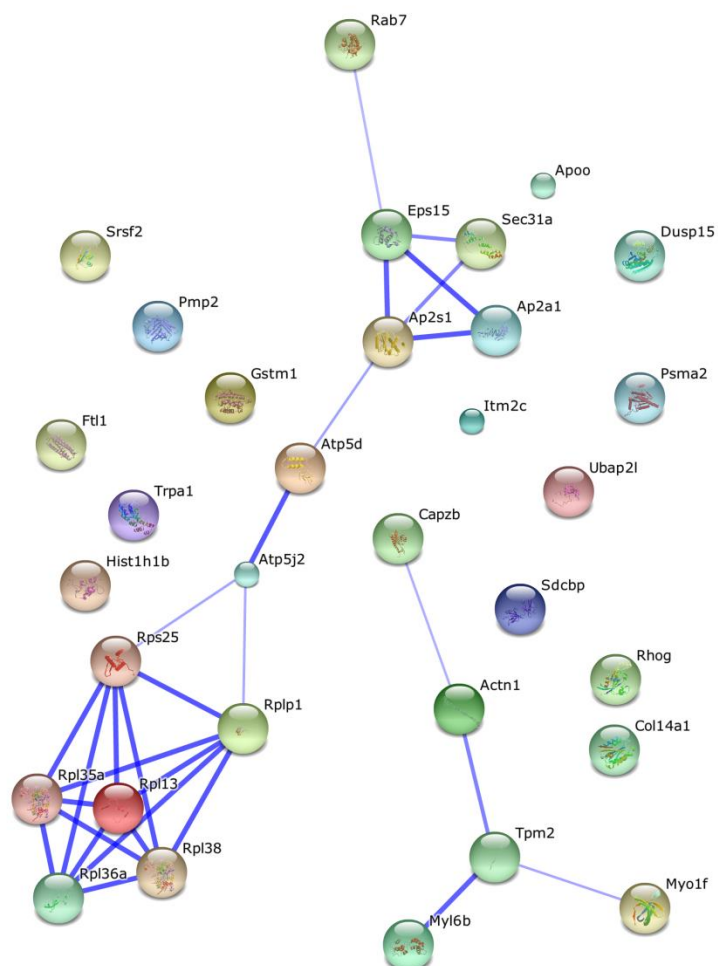 Rab7
Apoo
Eps15
Sec31a
Srsf2
Dusp15
Pmp2
Ap2s1
Ap2a1
Gstm1
Psma2
Itm2c
Ftl1
Atp5d
Ubap2l
Trpa1
Capzb
Atp5j2
Hist1h1b
Sdcbp
Rps25
Rhog
Actn1
Rplp1
Col14a1
Rpl35a
Rpl13
Tpm2
Rpl38
Rpl36a
Myo1f
Myl6b